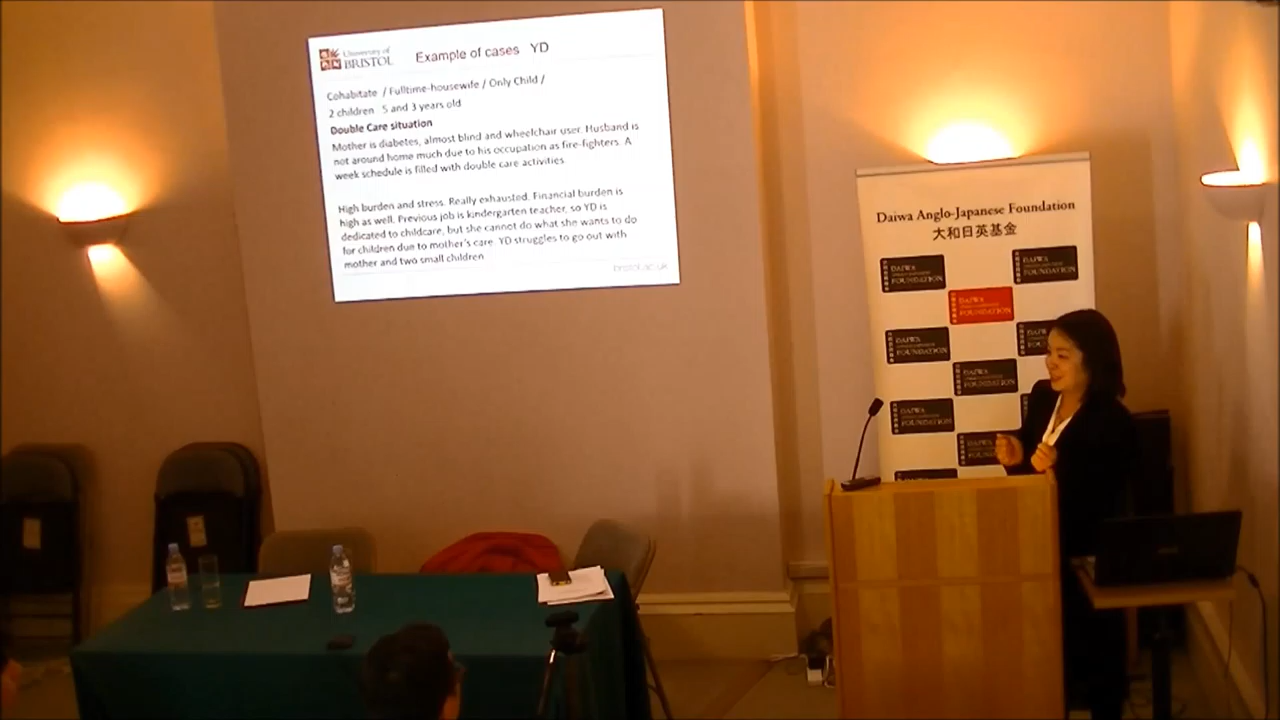 University of
BRISTOL
Example of cases YD
Cohabitate / Fulltime-housewife / Only Child /
2 children 5 and 3 years old
Double Care situation
Mother is diabetes, almost blind and wheelchair user. Husband is
not around home much due to his occupation as fire-fighters. A
week schedule is filled with double care activities
High burden and stress. Really exhausted. Financial burden is
high as well. Previous job is kindergarten teacher, so YD is
dedicated to childcare, but she cannot do what she wants to do
for children due to mother's care. YD struggles to go out with
mother and two small children
bristol.ac.uk
Daiwa Anglo-Japanese Foundation
大和日英基金
DAIWA
FOUNDATION
DAIWA
FOUNDATION
DAIWA
FOUNDATION
DAIWA
FOUNDATION
DAIWA
DAIWA
FOUNDATION
DAIWA
FOUNDATION
DAIWA
FOUNDATION